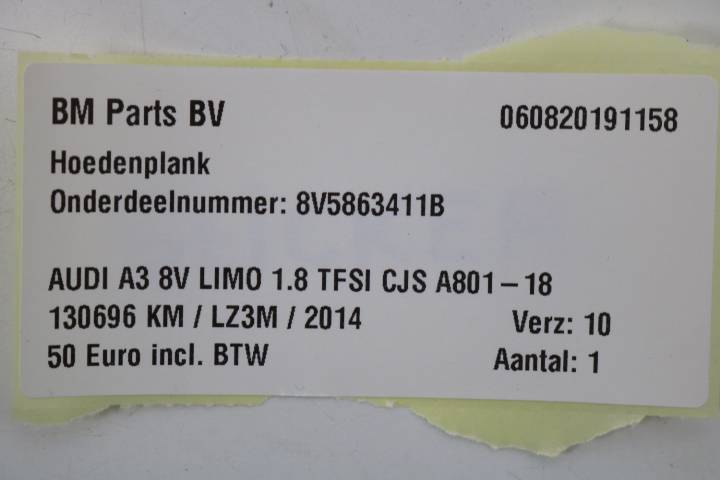 BM Parts BV 060820191158
Hoedenplank
Onderdeelnummer: 8V5863411B
AUDI A3 8V LIMO 1.8 TFSI CJS A801-18
130696 KM / LZ3M / 2014 Verz: 10
50 Euro incl. BTW Aantal: 1